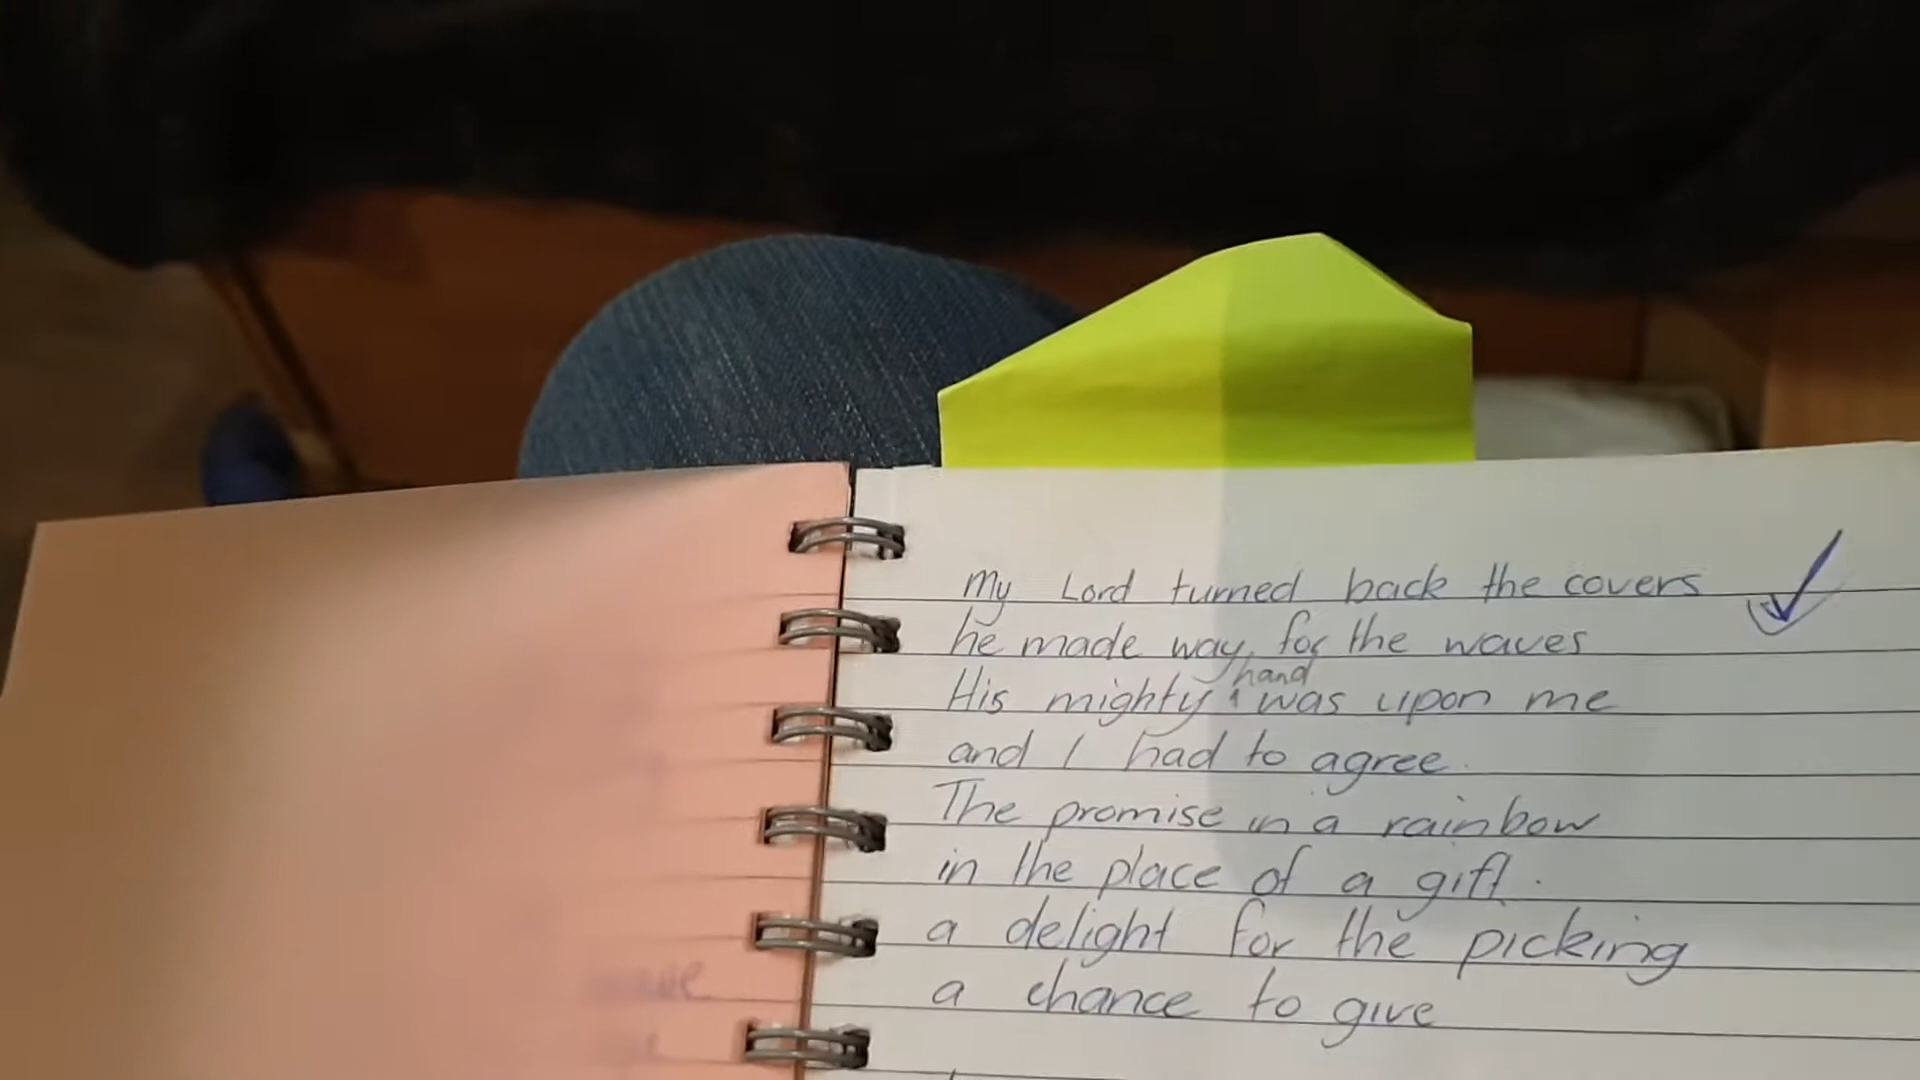 My Lord turned back the covers
he made way for the waves
His mighty hand was upon me
and I had to agree.
The promise in a rainbow
in the place of a gift.
a delight for the picking
a chance to give